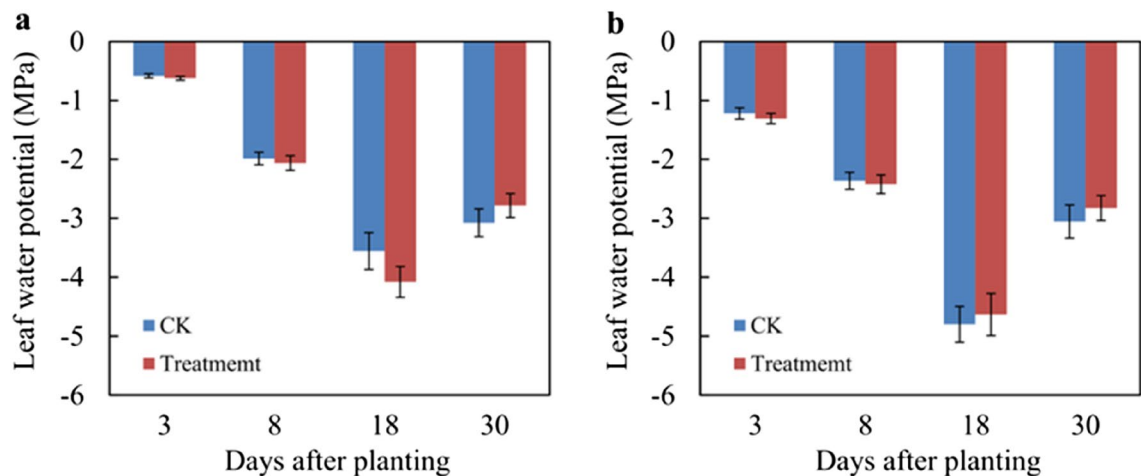 a
Leaf water potential (MPa)
0
-1
-2
-3
-4
-5
-6
CK
Treatmemt
3 8 18 30
Days after planting
b
Leaf water potential (MPa)
0
-1
-2
-3
-4
-5
-6
CK
Treatmemt
3 8 18 30
Days after planting